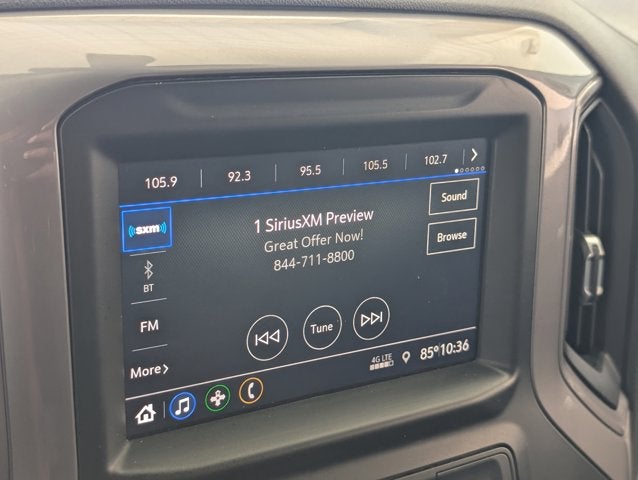 105.9 92.3 95.5 105.5 102.7
sxm
1 SiriusXM Preview
Great Offer Now!
844-711-8800
Sound
Browse
BT
FM
More
Tune
4G LTE
85° 10:36